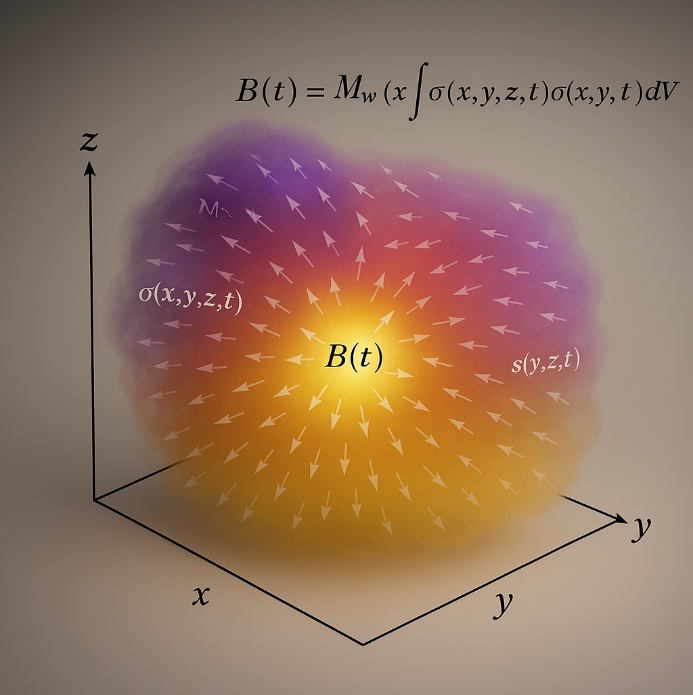 B(t) = M_w (x∫σ(x,y,z,t)σ(x,y,t)dV
z
σ(x,y,z,t)
B(t)
s(y,z,t)
y
x
y